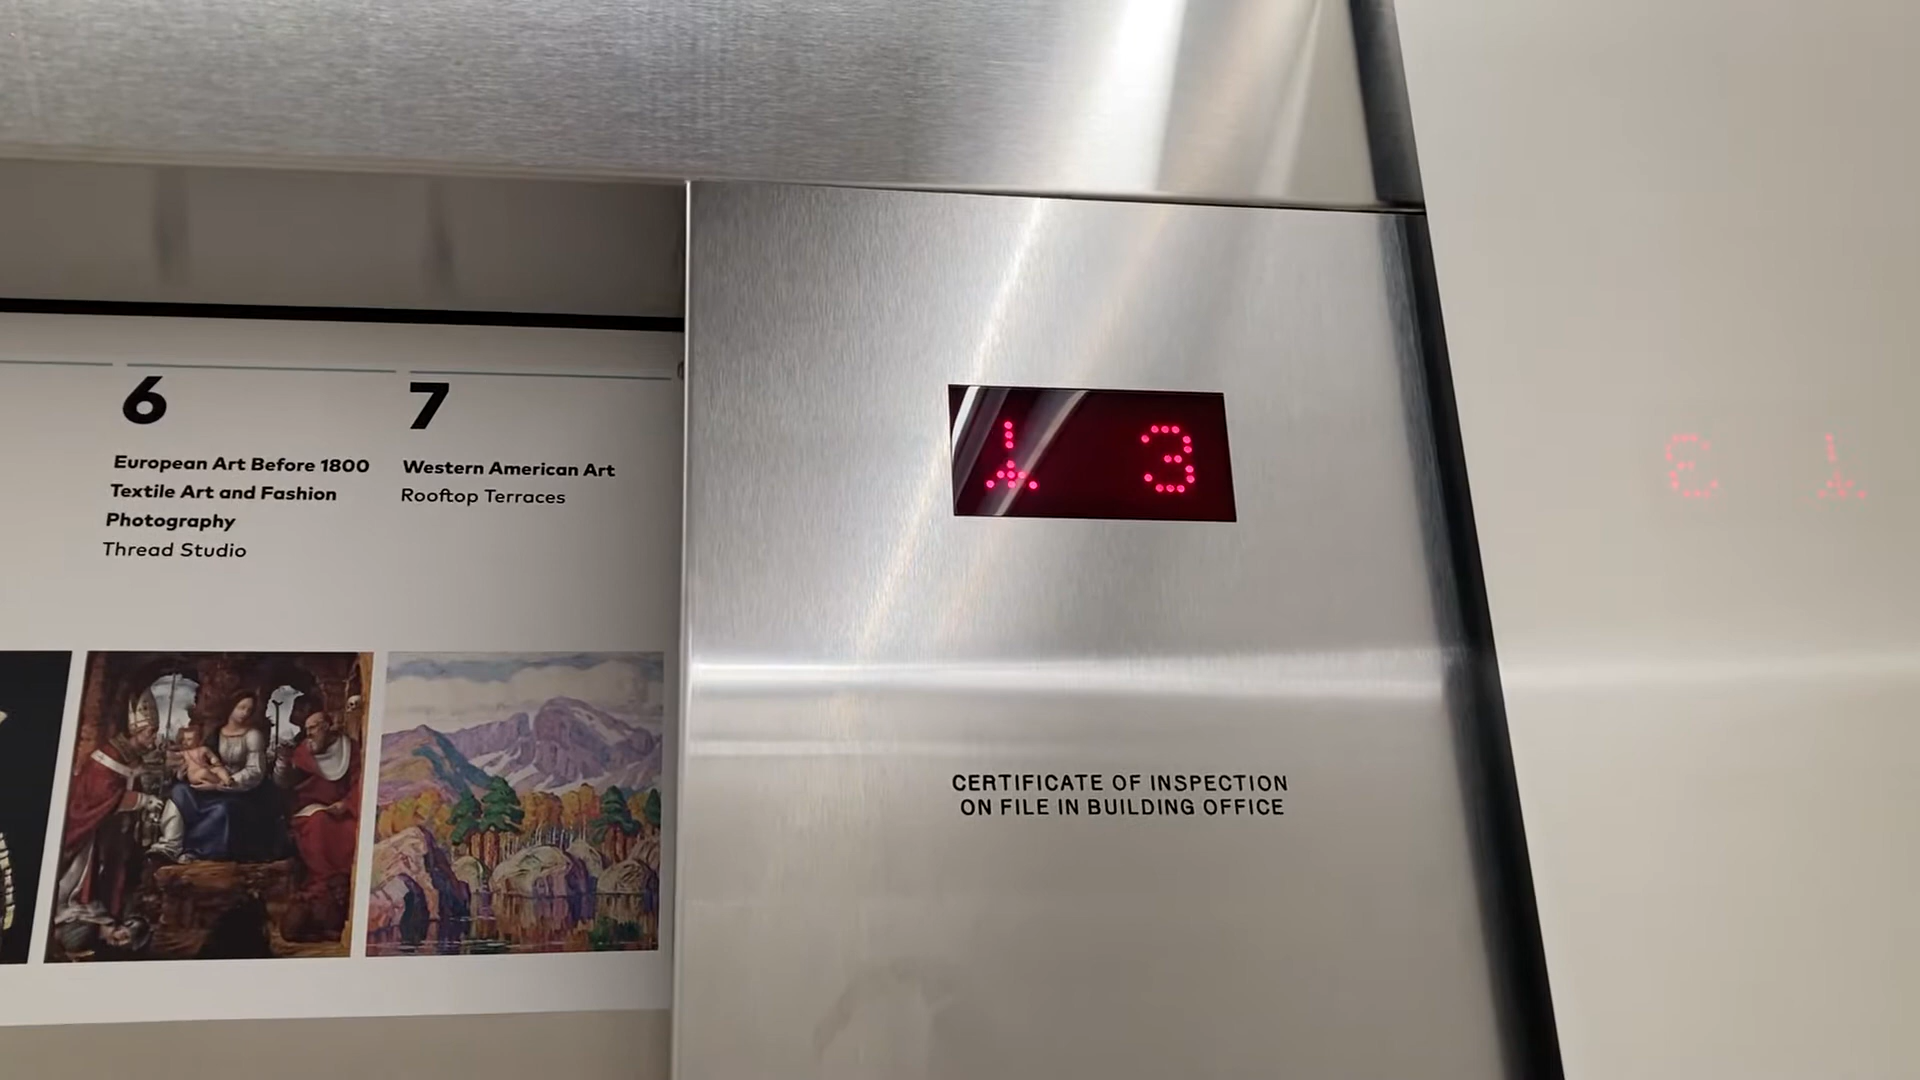 6
European Art Before 1800
Textile Art and Fashion
Photography
Thread Studio
7
Western American Art
Rooftop Terraces
3
CERTIFICATE OF INSPECTION
ON FILE IN BUILDING OFFICE